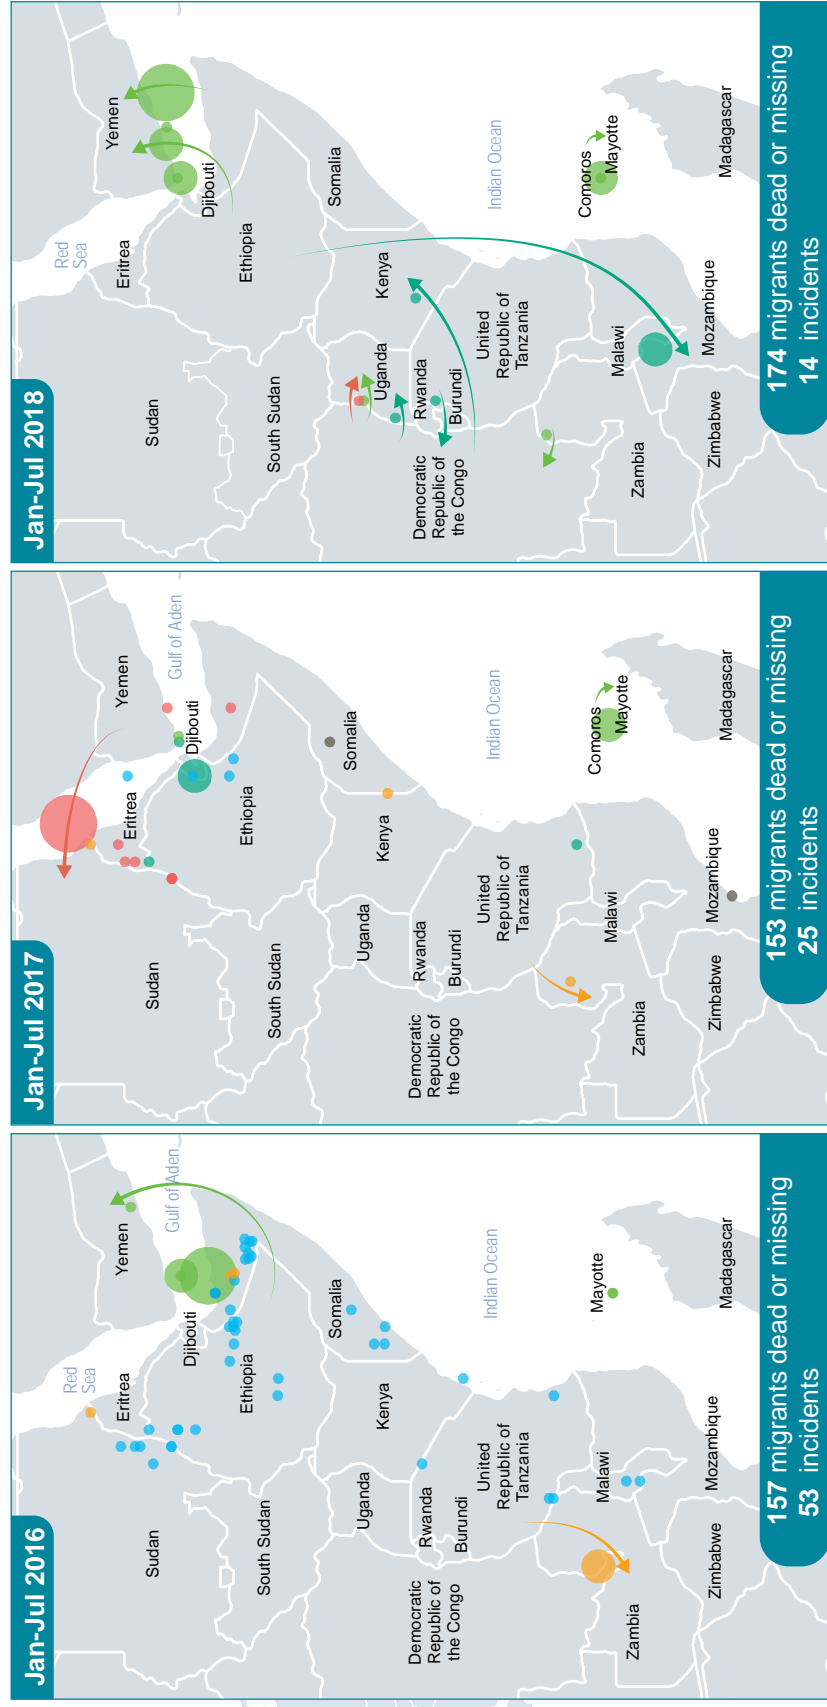 Jan-Jul 2016
Red
Sea
Yemen
Gulf of Aden
Eritrea
Sudan
Djibouti
Ethiopia
South Sudan
Somalia
Uganda
Kenya
Rwanda
Burundi
Democratic
Republic of
the Congo
United
Republic of
Tanzania
Indian Ocean
Mayotte
Malawi
Zambia
Mozambique
Zimbabwe
Madagascar
157 migrants dead or missing
53 incidents
Jan-Jul 2017
Yemen
Gulf of Aden
Eritrea
Sudan
Djibouti
Ethiopia
South Sudan
Somalia
Uganda
Kenya
Rwanda
Burundi
Democratic
Republic of
the Congo
United
Republic of
Tanzania
Indian Ocean
Comoros
Mayotte
Malawi
Zambia
Mozambique
Zimbabwe
Madagascar
153 migrants dead or missing
25 incidents
Jan-Jul 2018
Red
Sea
Yemen
Eritrea
Sudan
Djibouti
Ethiopia
South Sudan
Somalia
Uganda
Kenya
Rwanda
Burundi
Democratic
Republic of
the Congo
United
Republic of
Tanzania
Indian Ocean
Comoros
Mayotte
Malawi
Zambia
Mozambique
Zimbabwe
Madagascar
174 migrants dead or missing
14 incidents